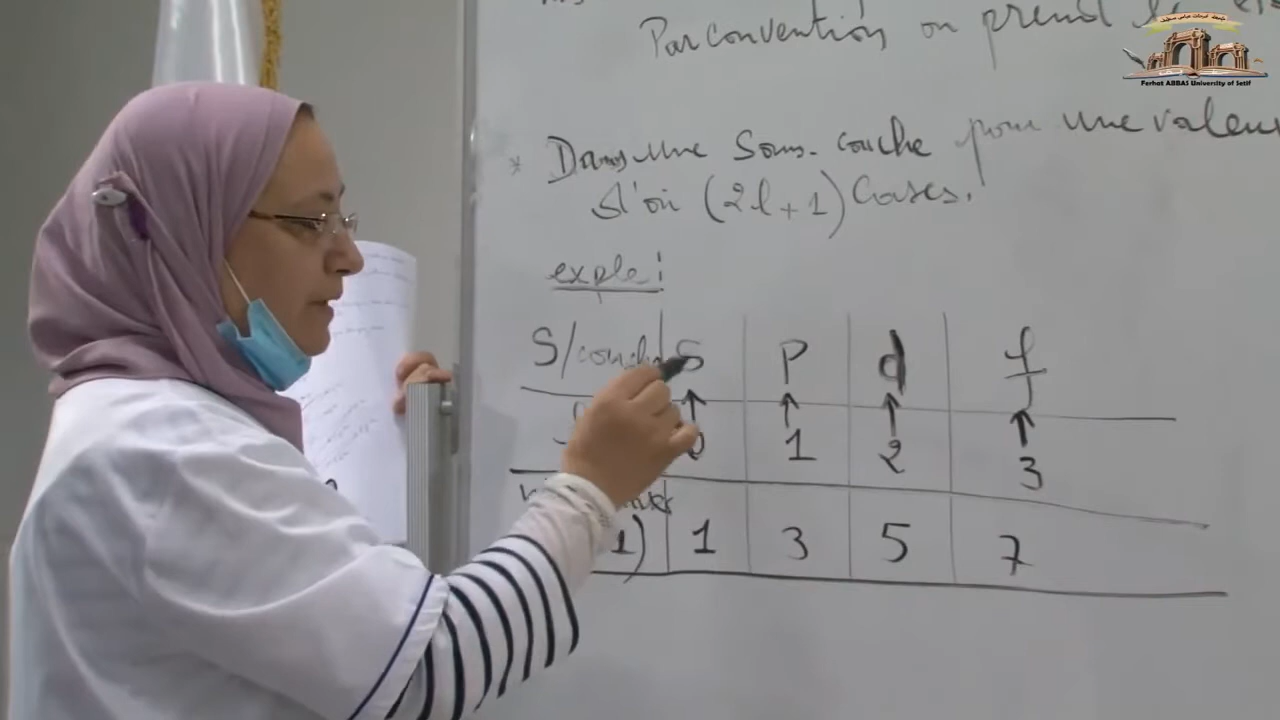 Par convention on prend le
* Dans une Sous-couche pour une valeur
d'où (2l+1) Cases.
exple:
S/couche S P d f
0 1 2 3
1) 1 3 5 7
Ferhat ABBAS University of Setif